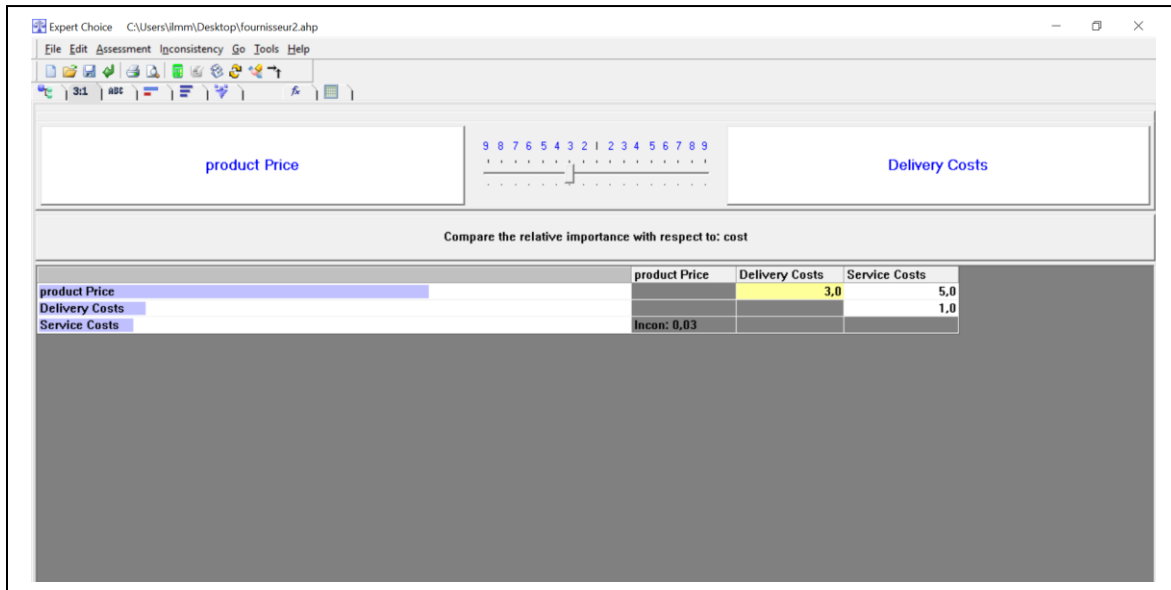 Expert Choice C:\Users\ilmm\Desktop\fournisseur2.ahp
File Edit Assessment Inconsistency Go Tools Help
3:1 ABC fx
9 8 7 6 5 4 3 2 1 2 3 4 5 6 7 8 9
product Price Delivery Costs
Compare the relative importance with respect to: cost
product Price Delivery Costs Service Costs
product Price 3,0 5,0
Delivery Costs 1,0
Service Costs Incon: 0,03